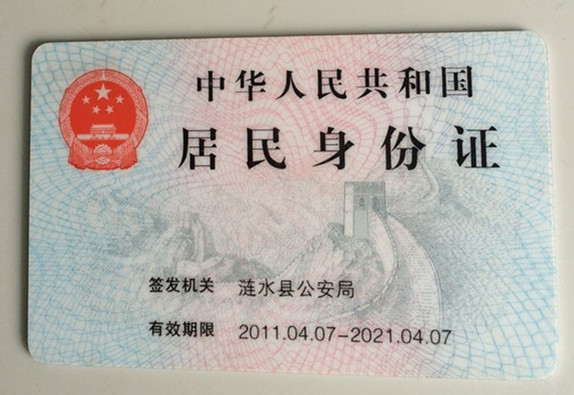 中华人民共和国
居民身份证
签发机关 涟水县公安局
有效期限 2011.04.07-2021.04.07